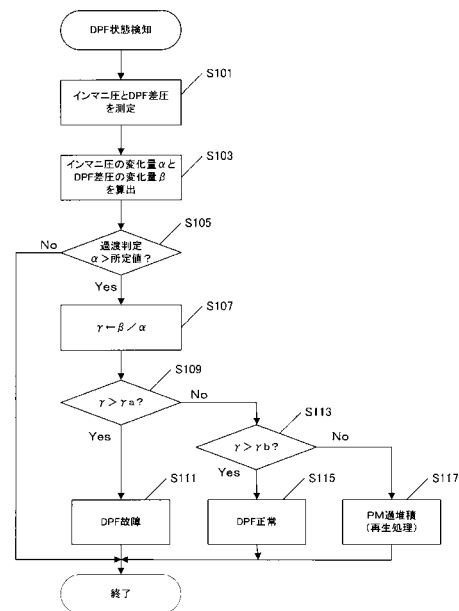 DPF状態検知
S101
インマニ圧とDPF差圧
を測定
S103
インマニ圧の変化量αと
DPF差圧の変化量β
を算出
S105
No
過渡判定
α＞所定値？
Yes
S107
γ←β／α
S109
γ＞γa？
No
S113
Yes
γ＞γb？
No
Yes
S111
DPF故障
S115
DPF正常
S117
PM過堆積
（再生処理）
終了